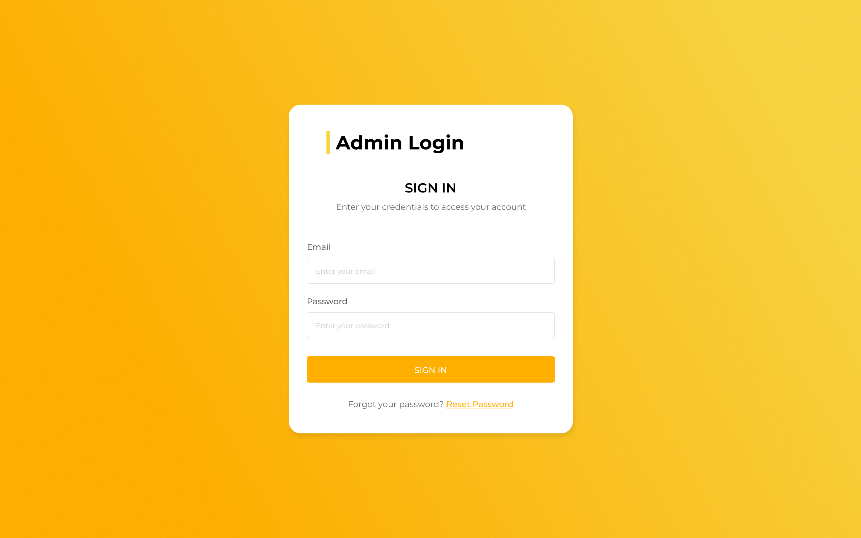 Admin Login
SIGN IN
Enter your credentials to access your account
Email
Enter your email
Password
Enter your password
SIGN IN
Forgot your password? Reset Password